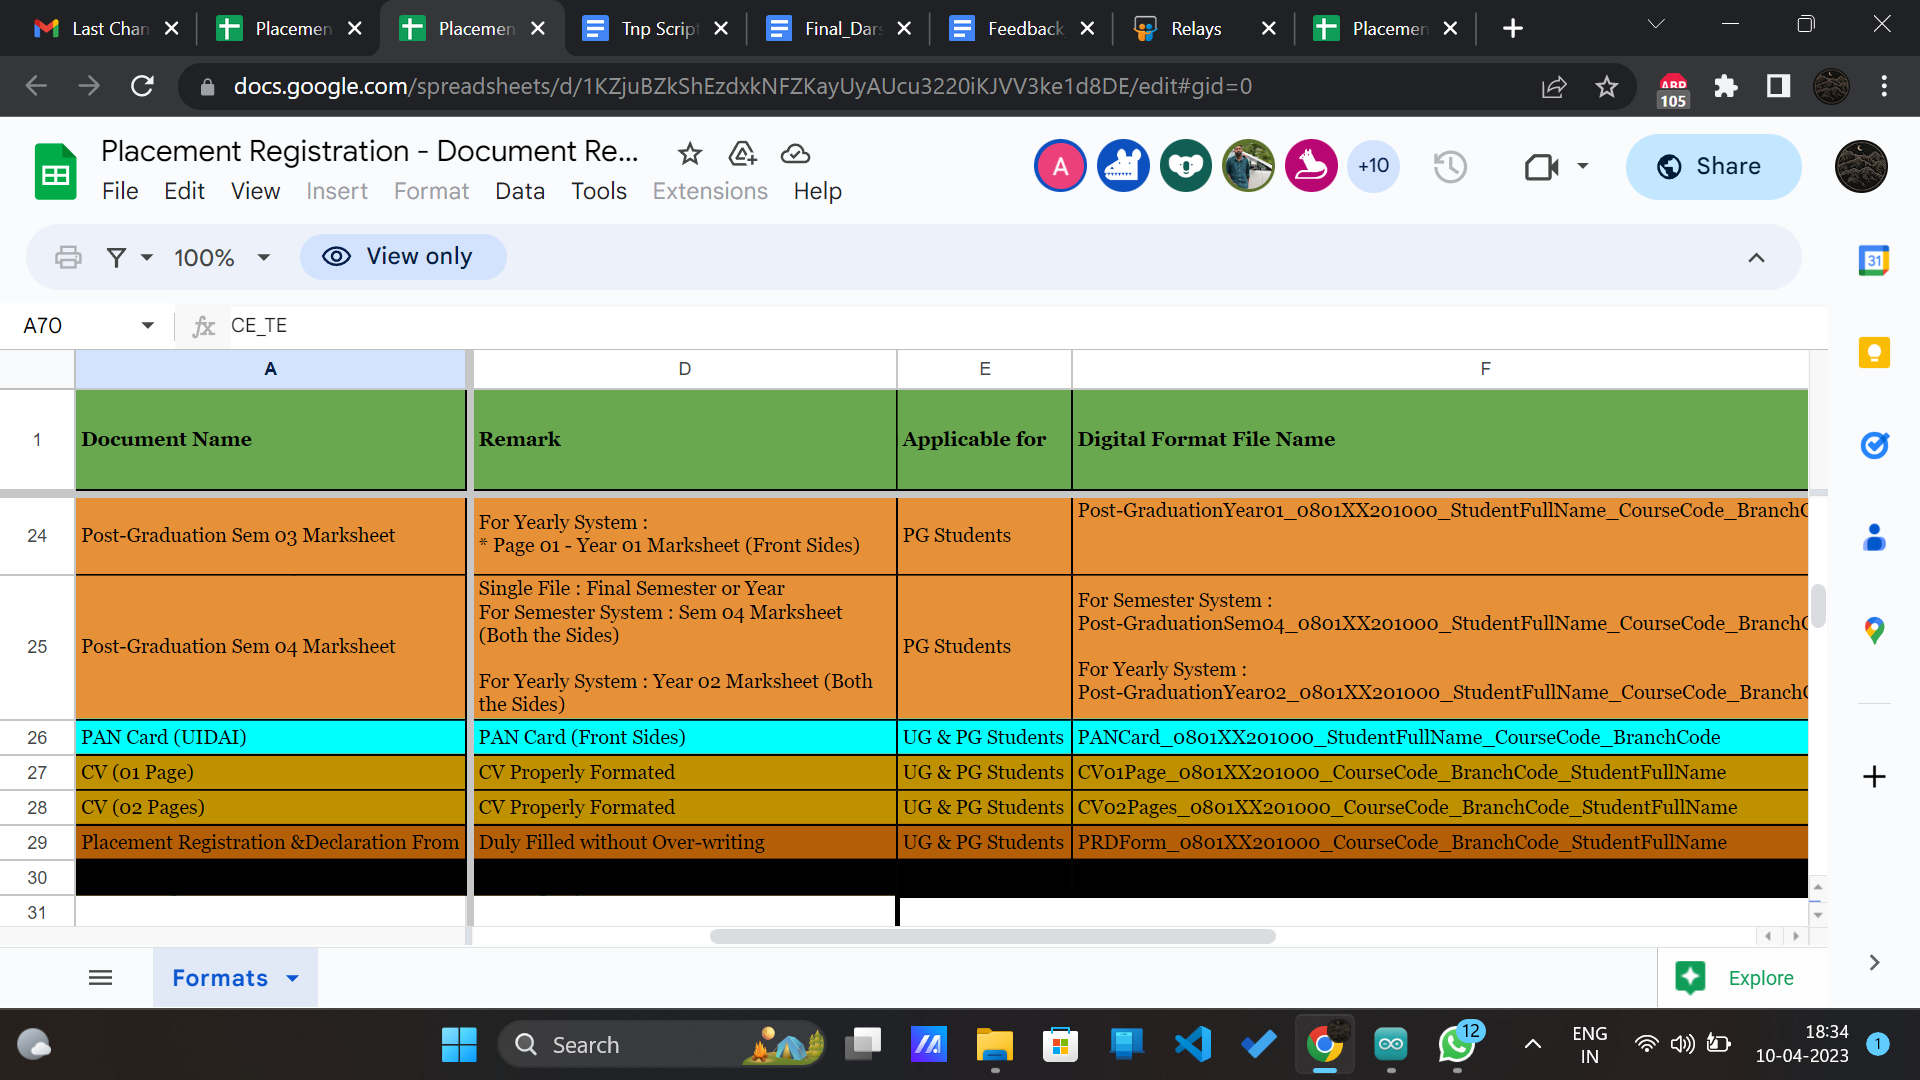 Last Chan
Placemen
Placemen
Tnp Script
Final_Dars
Feedback
Relays
Placemen
docs.google.com/spreadsheets/d/1KZjuBZkShEzdxkNFZKayUyAUcu3220iKJVV3ke1d8DE/edit#gid=0
ABP
105
Placement Registration - Document Re...
File Edit View Insert Format Data Tools Extensions Help
A
+10
Share
100%
View only
31
A70
fx CE_TE
A D E F
1 Document Name Remark Applicable for Digital Format File Name
24 Post-Graduation Sem 03 Marksheet
For Yearly System :
* Page 01 - Year 01 Marksheet (Front Sides)
PG Students
Post-GraduationYear01_0801XX201000_StudentFullName_CourseCode_BranchC
25 Post-Graduation Sem 04 Marksheet
Single File : Final Semester or Year
For Semester System : Sem 04 Marksheet
(Both the Sides)
For Yearly System : Year 02 Marksheet (Both
the Sides)
PG Students
For Semester System :
Post-GraduationSem04_0801XX201000_StudentFullName_CourseCode_BranchC
For Yearly System :
Post-GraduationYear02_0801XX201000_StudentFullName_CourseCode_BranchC
26 PAN Card (UIDAI) PAN Card (Front Sides) UG & PG Students PANCard_0801XX201000_StudentFullName_CourseCode_BranchCode
27 CV (01 Page) CV Properly Formated UG & PG Students CV01Page_0801XX201000_CourseCode_BranchCode_StudentFullName
28 CV (02 Pages) CV Properly Formated UG & PG Students CV02Pages_0801XX201000_CourseCode_BranchCode_StudentFullName
29 Placement Registration &Declaration From Duly Filled without Over-writing UG & PG Students PRDForm_0801XX201000_CourseCode_BranchCode_StudentFullName
30
31
Formats
Explore
Search
12
ENG
IN
18:34
10-04-2023
1